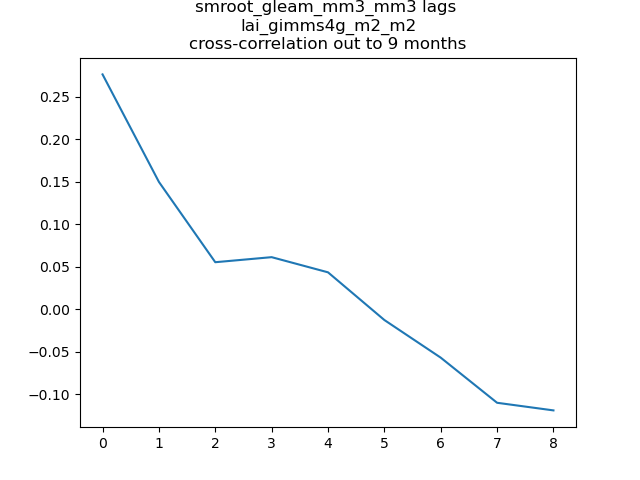 smroot_gleam_mm3_mm3 lags
lai_gimms4g_m2_m2
cross-correlation out to 9 months
0.25
0.20
0.15
0.10
0.05
0.00
−0.05
−0.10
0 1 2 3 4 5 6 7 8